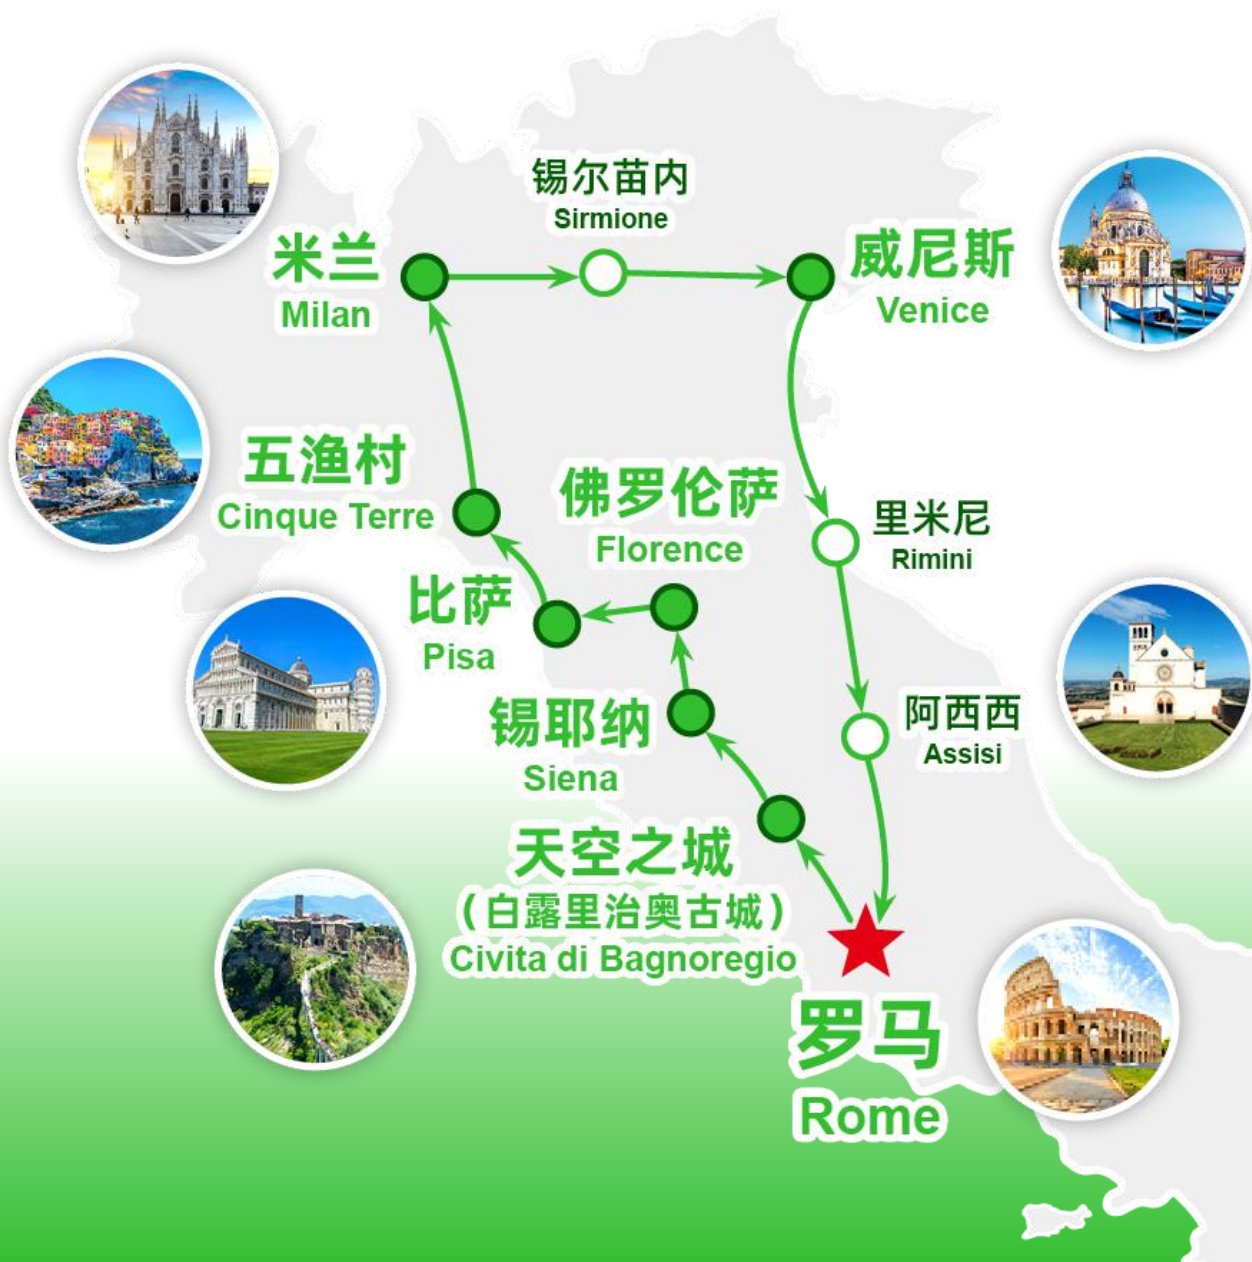 锡尔苗内
Sirmione
米兰
Milan
威尼斯
Venice
五渔村
Cinque Terre
佛罗伦萨
Florence
里米尼
Rimini
比萨
Pisa
锡耶纳
Siena
阿西西
Assisi
天空之城
（白露里治奥古城）
Civita di Bagnoregio
罗马
Rome